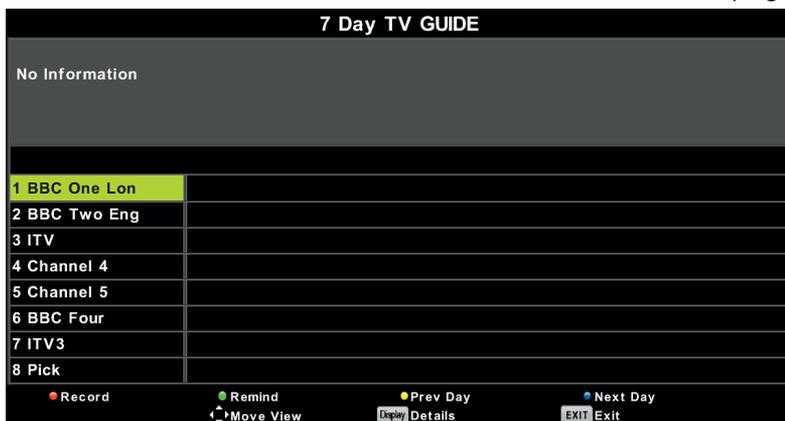 7 Day TV GUIDE
No Information
1 BBC One Lon
2 BBC Two Eng
3 ITV
4 Channel 4
5 Channel 5
6 BBC Four
7 ITV3
8 Pick
Record Remind Prev Day Next Day
Move View Display Details EXIT Exit